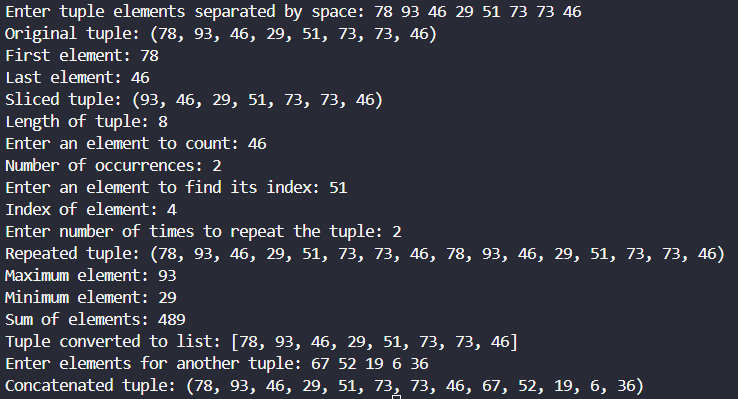 Enter tuple elements separated by space: 78 93 46 29 51 73 73 46
Original tuple: (78, 93, 46, 29, 51, 73, 73, 46)
First element: 78
Last element: 46
Sliced tuple: (93, 46, 29, 51, 73, 73, 46)
Length of tuple: 8
Enter an element to count: 46
Number of occurrences: 2
Enter an element to find its index: 51
Index of element: 4
Enter number of times to repeat the tuple: 2
Repeated tuple: (78, 93, 46, 29, 51, 73, 73, 46, 78, 93, 46, 29, 51, 73, 73, 46)
Maximum element: 93
Minimum element: 29
Sum of elements: 489
Tuple converted to list: [78, 93, 46, 29, 51, 73, 73, 46]
Enter elements for another tuple: 67 52 19 6 36
Concatenated tuple: (78, 93, 46, 29, 51, 73, 73, 46, 67, 52, 19, 6, 36)